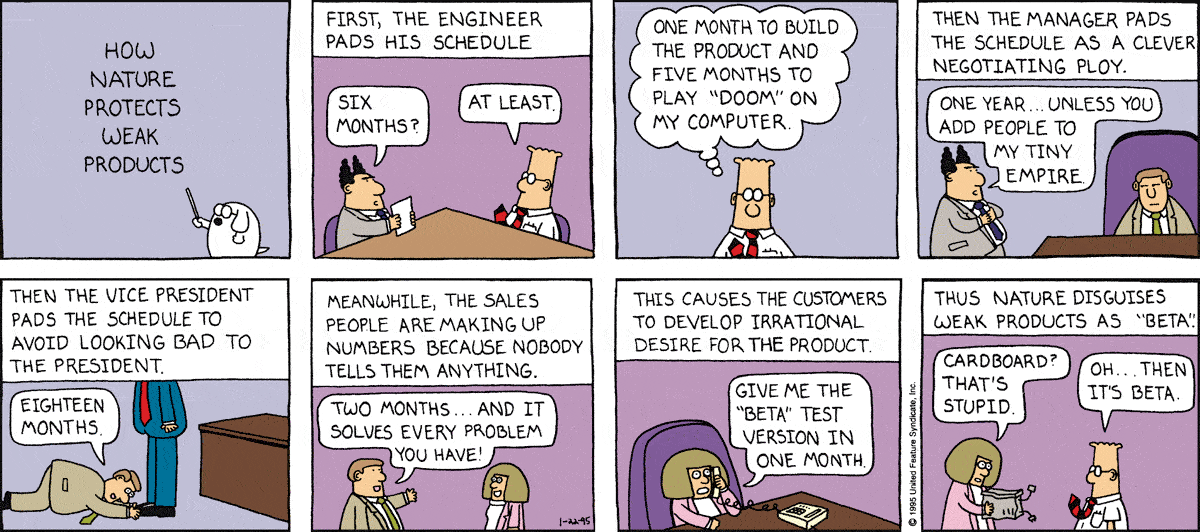 HOW
NATURE
PROTECTS
WEAK
PRODUCTS
FIRST, THE ENGINEER
PADS HIS SCHEDULE
SIX
MONTHS?
AT LEAST.
ONE MONTH TO BUILD
THE PRODUCT AND
FIVE MONTHS TO
PLAY "DOOM" ON
MY COMPUTER.
THEN THE MANAGER PADS
THE SCHEDULE AS A CLEVER
NEGOTIATING PLOY.
ONE YEAR... UNLESS YOU
ADD PEOPLE TO
MY TINY
EMPIRE.
THEN THE VICE PRESIDENT
PADS THE SCHEDULE TO
AVOID LOOKING BAD TO
THE PRESIDENT.
EIGHTEEN
MONTHS.
MEANWHILE, THE SALES
PEOPLE ARE MAKING UP
NUMBERS BECAUSE NOBODY
TELLS THEM ANYTHING.
TWO MONTHS... AND IT
SOLVES EVERY PROBLEM
YOU HAVE!
1-22-95
THIS CAUSES THE CUSTOMERS
TO DEVELOP IRRATIONAL
DESIRE FOR THE PRODUCT.
GIVE ME THE
"BETA" TEST
VERSION IN
ONE MONTH.
© 1995 United Feature Syndicate, Inc.
THUS NATURE DISGUISES
WEAK PRODUCTS AS "BETA".
CARDBOARD?
THAT'S
STUPID.
OH... THEN
IT'S BETA.